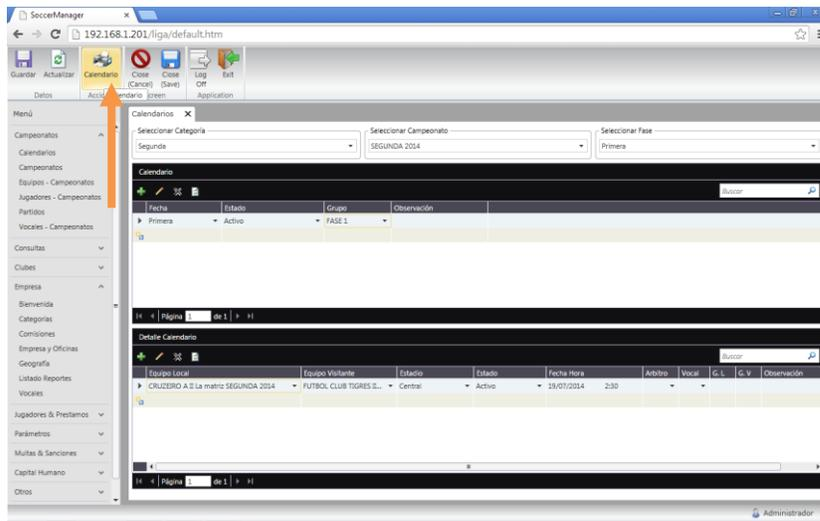 SoccerManager
192.168.1.201/liga/default.htm
Guardar Actualizar Calendario Close (Cancel) Close (Save) Log Off Exit
Datos Application
Menú
Campeonatos
Calendarios
Campeonatos
Equipos - Campeonatos
Jugadores - Campeonatos
Partidos
Vocales - Campeonatos
Consultas
Clubes
Empresa
Bienvenida
Categorías
Comisiones
Empresa y Oficinas
Geografía
Listado Reportes
Vocales
Jugadores & Prestamos
Parámetros
Multas & Sanciones
Capital Humano
Otros
Calendarios X
Seleccionar Categoría Seleccionar Campeonato Seleccionar Fase
Segunda SEGUNDA 2014 Primera
Calendario
Buscar
Fecha Estado Grupo Observación
Primera Activo FASE 1
Página 1 de 1
Detalle Calendario
Buscar
Equipo Local Equipo Visitante Estadio Estado Fecha Hora Arbitro Vocal G. L G. V Observación
CRUZEIRO A II La matriz SEGUNDA 2014 FUTBOL CLUB TIGRES II... Central Activo 19/07/2014 2:30
Página 1 de 1
Administrador